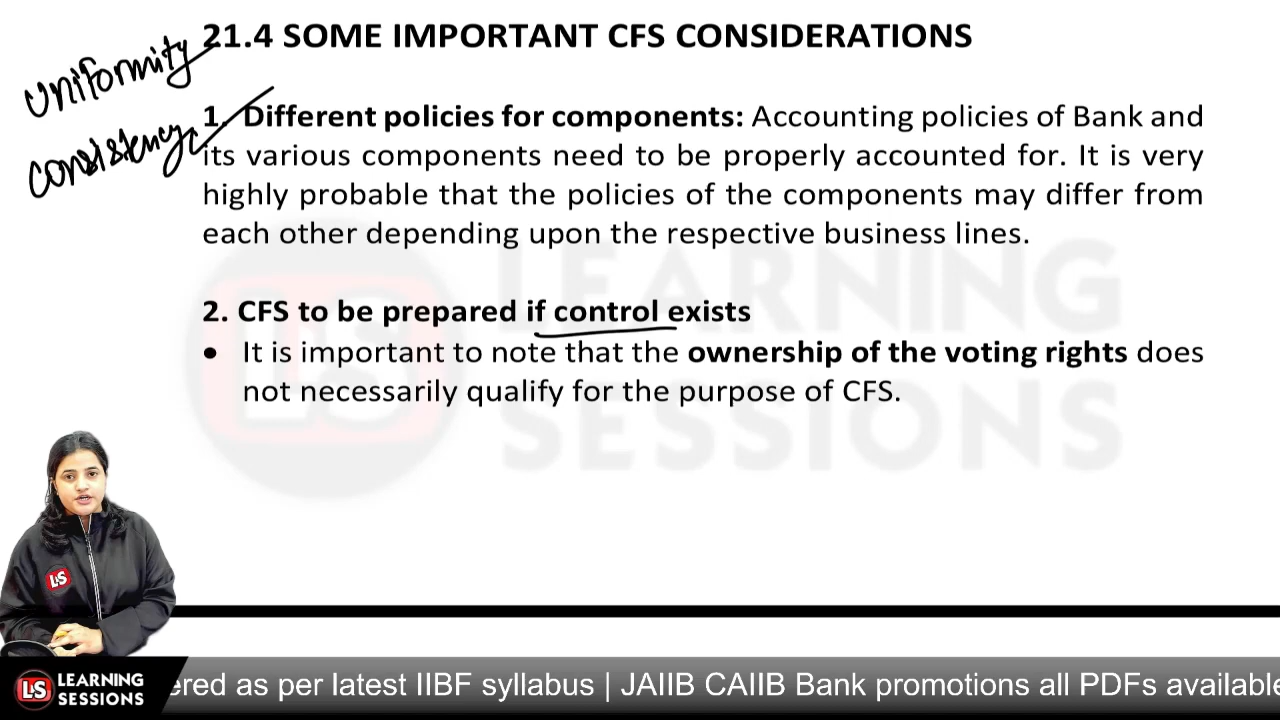 21.4 SOME IMPORTANT CFS CONSIDERATIONS
uniformity
consistency
1. Different policies for components: Accounting policies of Bank and
its various components need to be properly accounted for. It is very
highly probable that the policies of the components may differ from
each other depending upon the respective business lines.
2. CFS to be prepared if control exists
• It is important to note that the ownership of the voting rights does
not necessarily qualify for the purpose of CFS.
LEARNING
SESSIONS
LS
LS
LS LEARNING
SESSIONS
ered as per latest IIBF syllabus | JAIIB CAIIB Bank promotions all PDFs available